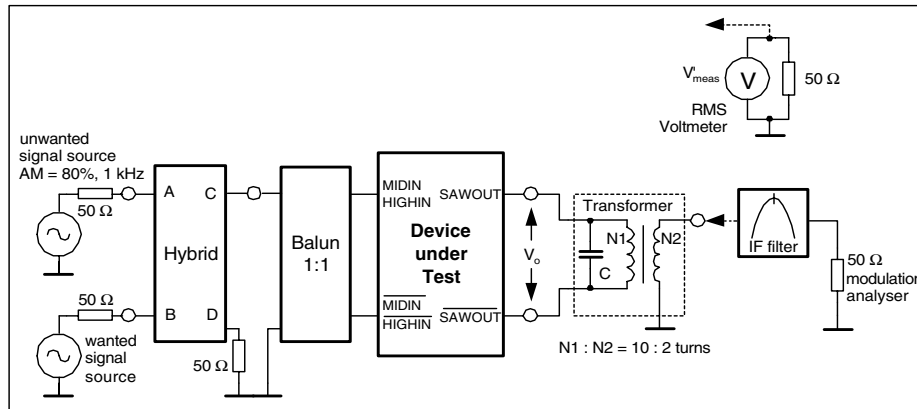 unwanted
signal source
AM = 80%, 1 kHz
50 Ω
A
C
B
D
Hybrid
50 Ω
wanted
signal
source
50 Ω
Balun
1:1
MIDIN
HIGHIN
SAWOUT
Device
under
Test
MIDIN
HIGHIN
SAWOUT
Vo
Transformer
N1
N2
C
N1 : N2 = 10 : 2 turns
V'meas
V
50 Ω
RMS
Voltmeter
IF filter
50 Ω
modulation
analyser